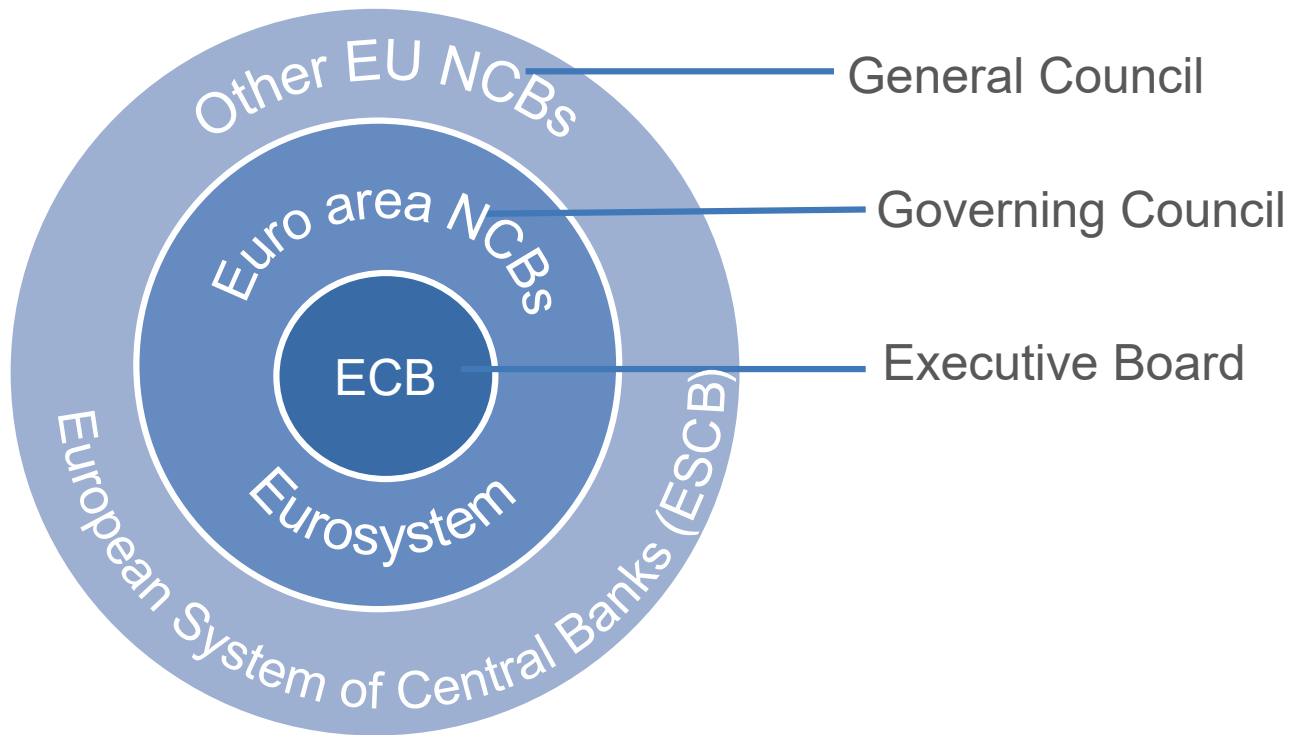 Other EU NCBs
General Council
Euro area NCBs
Governing Council
ECB
Executive Board
Eurosystem
European System of Central Banks (ESCB)